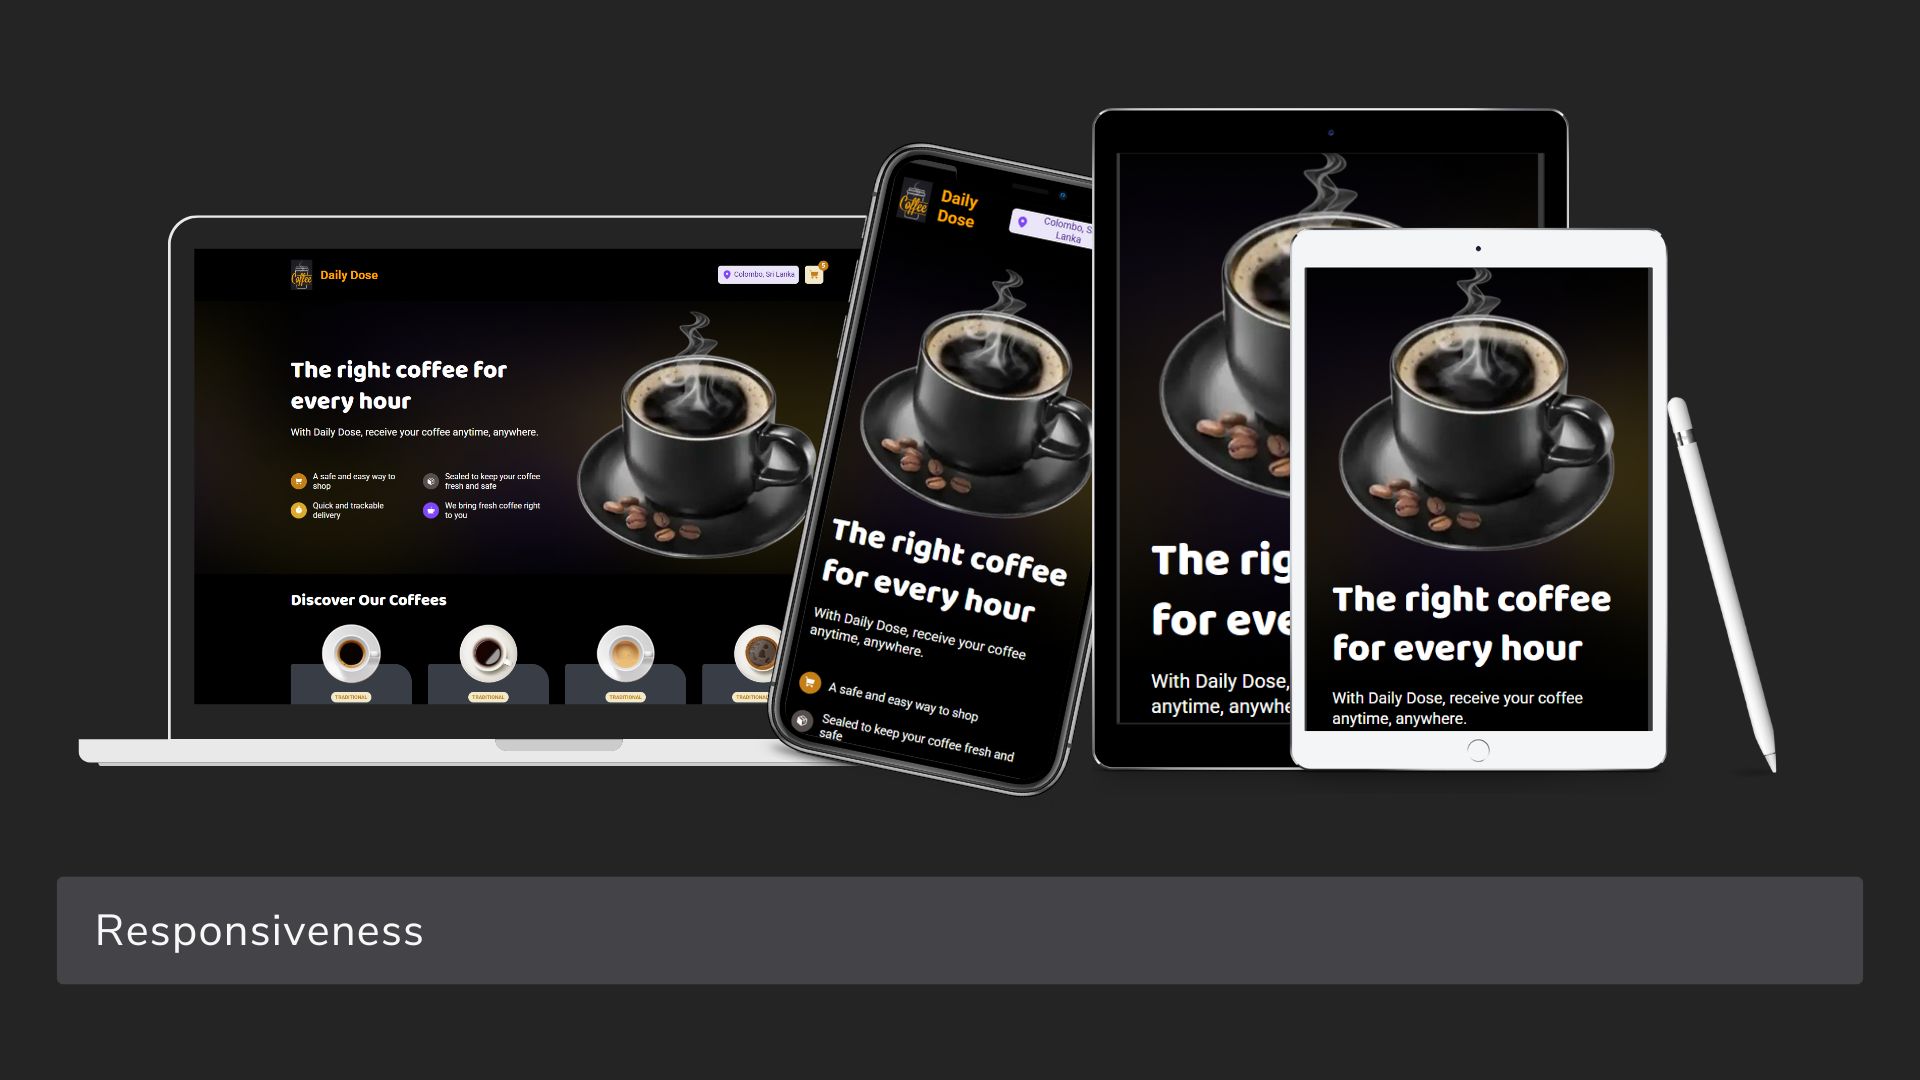 Coffee
Daily Dose
Colombo, Sri Lanka
5
The right coffee for
every hour
With Daily Dose, receive your coffee anytime, anywhere.
A safe and easy way to
shop
Sealed to keep your coffee
fresh and safe
Quick and trackable
delivery
We bring fresh coffee right
to you
Discover Our Coffees
TRADITIONAL
TRADITIONAL
TRADITIONAL
TRADITIONAL
Coffee
Daily
Dose
Colombo, S
Lanka
The right coffee
for every hour
With Daily Dose, receive your coffee
anytime, anywhere.
A safe and easy way to shop
Sealed to keep your coffee fresh and
safe
The rig
for eve
With Daily Dose,
anytime, anywhe
The right coffee
for every hour
With Daily Dose, receive your coffee
anytime, anywhere.
Responsiveness